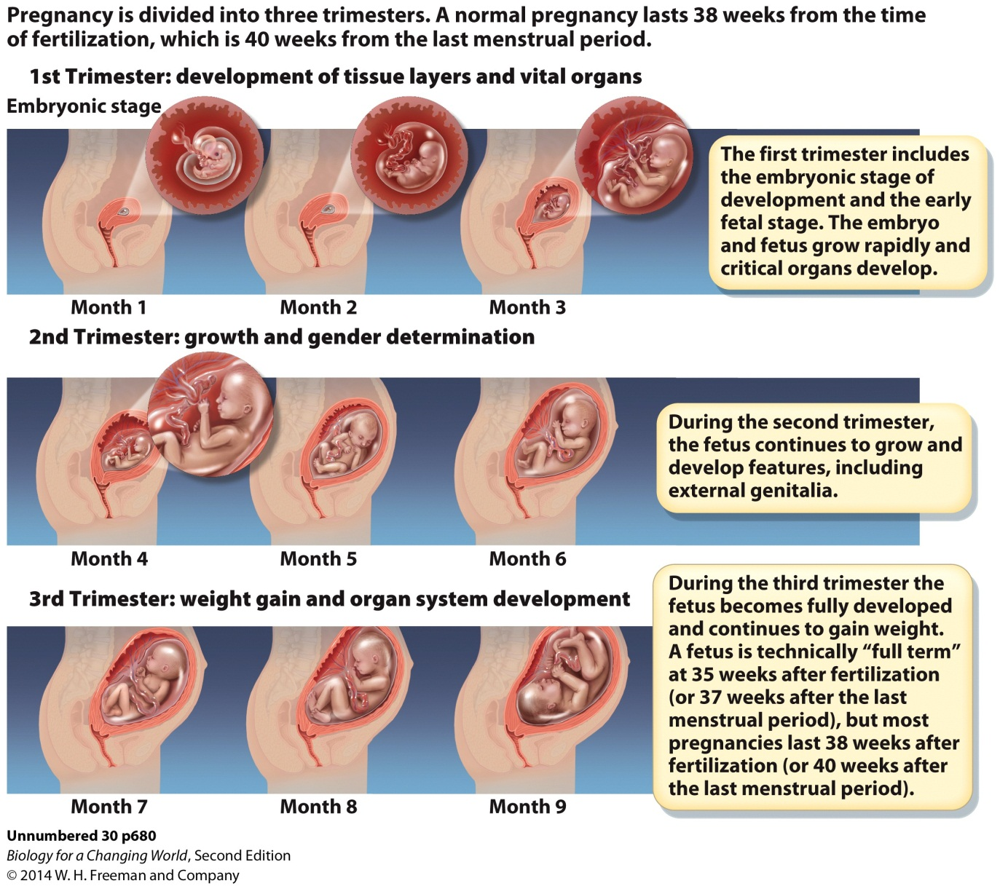 Pregnancy is divided into three trimesters. A normal pregnancy lasts 38 weeks from the time
of fertilization, which is 40 weeks from the last menstrual period.
1st Trimester: development of tissue layers and vital organs
Embryonic stage
The first trimester includes
the embryonic stage of
development and the early
fetal stage. The embryo
and fetus grow rapidly and
critical organs develop.
Month 1
Month 2
Month 3
2nd Trimester: growth and gender determination
During the second trimester,
the fetus continues to grow and
develop features, including
external genitalia.
Month 4
Month 5
Month 6
3rd Trimester: weight gain and organ system development
During the third trimester the
fetus becomes fully developed
and continues to gain weight.
A fetus is technically “full term”
at 35 weeks after fertilization
(or 37 weeks after the last
menstrual period), but most
pregnancies last 38 weeks after
fertilization (or 40 weeks after
the last menstrual period).
Month 7
Month 8
Month 9
Unnumbered 30 p680
Biology for a Changing World, Second Edition
© 2014 W. H. Freeman and Company